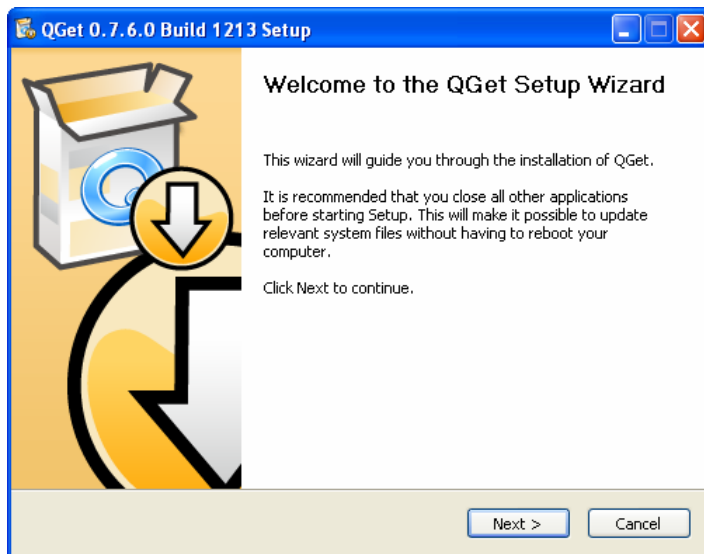 QGet 0.7.6.0 Build 1213 Setup
Welcome to the QGet Setup Wizard
This wizard will guide you through the installation of QGet.
It is recommended that you close all other applications
before starting Setup. This will make it possible to update
relevant system files without having to reboot your
computer.
Click Next to continue.
Next >
Cancel